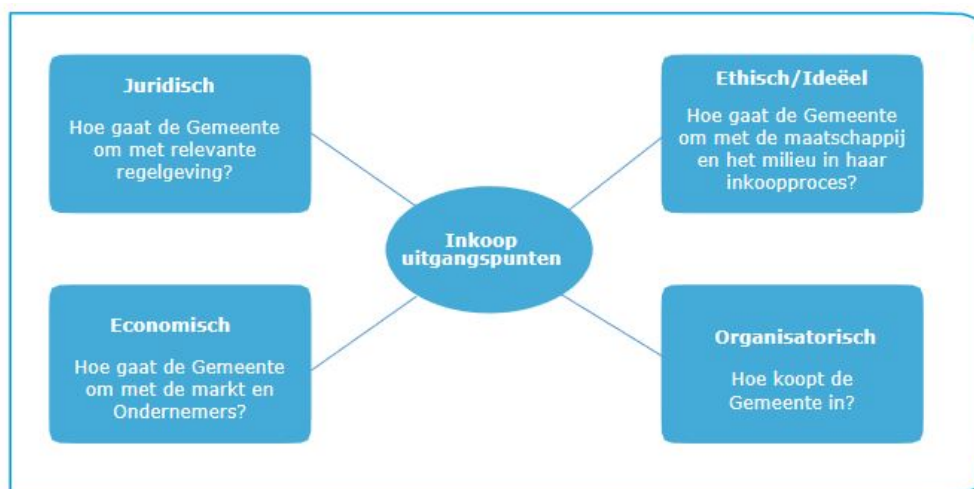 Juridisch
Hoe gaat de Gemeente
om met relevante
regelgeving?
Ethisch/Ideëel
Hoe gaat de Gemeente
om met de maatschappij
en het milieu in haar
inkoopproces?
Inkoop
uitgangspunten
Economisch
Hoe gaat de Gemeente
om met de markt en
Ondernemers?
Organisatorisch
Hoe koopt de
Gemeente in?